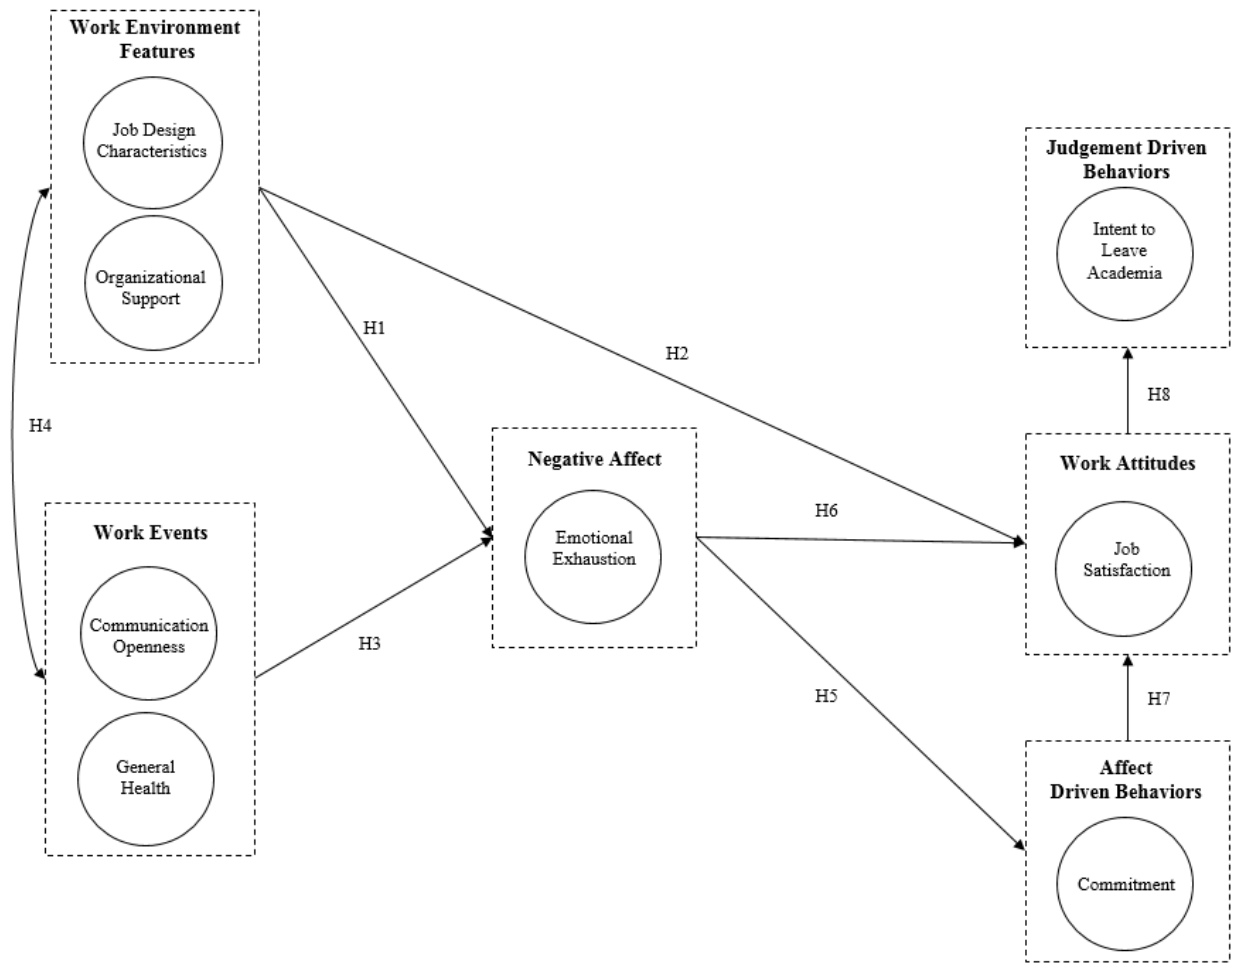 Work Environment
Features
Job Design
Characteristics
Organizational
Support
H4
Work Events
Communication
Openness
General
Health
H1
H2
H3
Negative Affect
Emotional
Exhaustion
H6
H5
Judgement Driven
Behaviors
Intent to
Leave
Academia
H8
Work Attitudes
Job
Satisfaction
H7
Affect
Driven Behaviors
Commitment